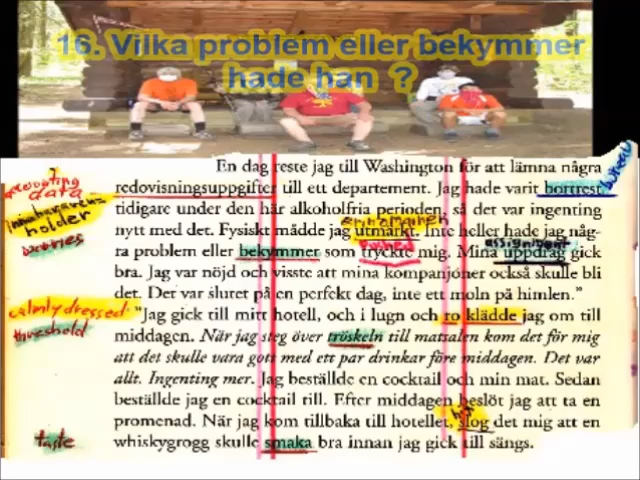 16. Vilka problem eller bekymmer
hade han ?
En dag reste jag till Washington för att lämna några
redovisningsuppgifter till ett departement. Jag hade varit bortrest
tidigare under den här alkoholfria perioden, så det var ingenting
nytt med det. Fysiskt mådde jag utmärkt. Inte heller hade jag någ-
ra problem eller bekymmer som tryckte mig. Mina uppdrag gick
bra. Jag var nöjd och visste att mina kompanjoner också skulle bli
det. Det var slutet på en perfekt dag, inte ett moln på himlen."
"Jag gick till mitt hotell, och i lugn och ro klädde jag om till
middagen. När jag steg över tröskeln till matsalen kom det för mig
att det skulle vara gott med ett par drinkar före middagen. Det var
allt. Ingenting mer. Jag beställde en cocktail och min mat. Sedan
beställde jag en cocktail till. Efter middagen beslöt jag att ta en
promenad. När jag kom tillbaka till hotellet, slog det mig att en
whiskygrogg skulle smaka bra innan jag gick till sängs.
data
holder
worries
calmly dressed
threshold
taste
assignment
hit